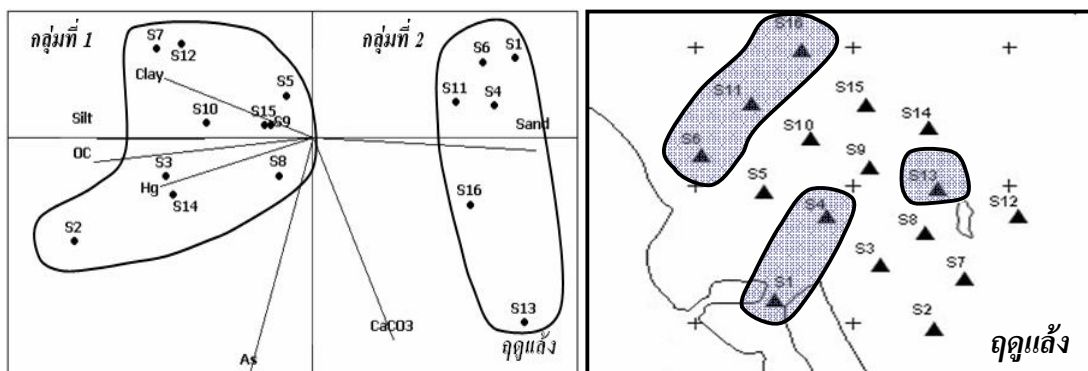 กลุ่มที่ 1
กลุ่มที่ 2
S7
S12
S6
S1
Clay
S5
S11
S4
Silt
S10
S15
S9
Sand
OC
S3
Hg
S8
S14
S16
S2
S13
CaCO3
As
ฤดูแล้ง
S16
S11
S15
S14
S6
S10
S9
S13
S5
S4
S12
S8
S3
S7
S1
S2
ฤดูแล้ง